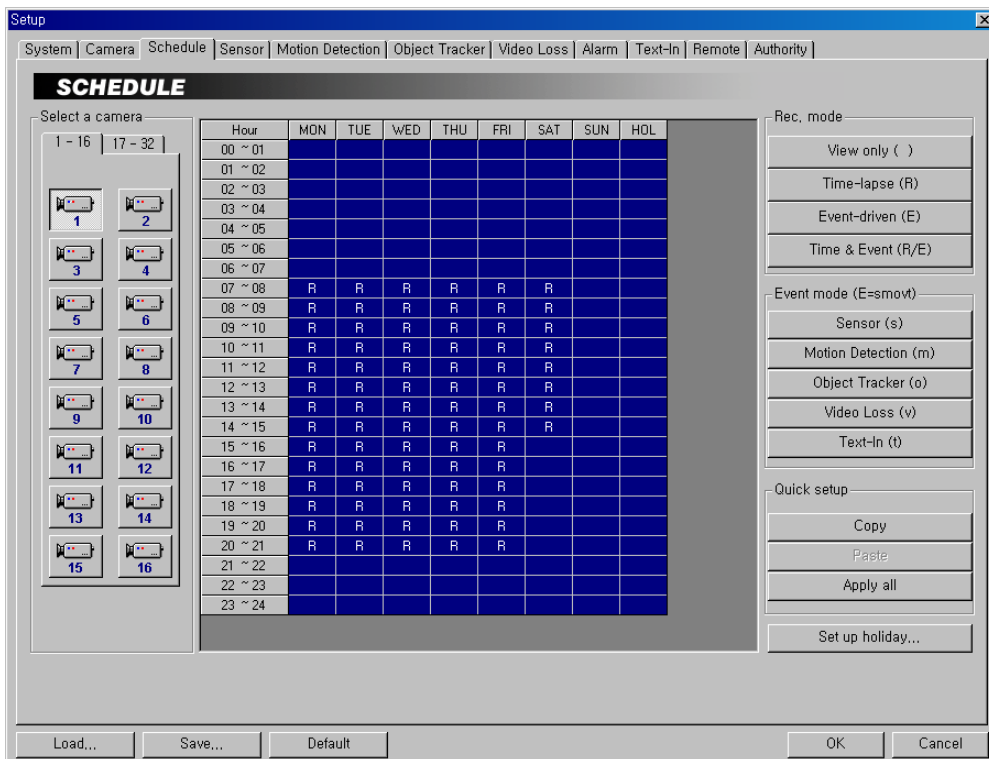 Setup
System Camera Schedule Sensor Motion Detection Object Tracker Video Loss Alarm Text-In Remote Authority
SCHEDULE
Select a camera
1 - 16 17 - 32
1 2
3 4
5 6
7 8
9 10
11 12
13 14
15 16
Hour MON TUE WED THU FRI SAT SUN HOL
00 ~ 01
01 ~ 02
02 ~ 03
03 ~ 04
04 ~ 05
05 ~ 06
06 ~ 07
07 ~ 08 R R R R R R
08 ~ 09 R R R R R R
09 ~ 10 R R R R R R
10 ~ 11 R R R R R R
11 ~ 12 R R R R R R
12 ~ 13 R R R R R R
13 ~ 14 R R R R R R
14 ~ 15 R R R R R R
15 ~ 16 R R R R R
16 ~ 17 R R R R R
17 ~ 18 R R R R R
18 ~ 19 R R R R R
19 ~ 20 R R R R R
20 ~ 21 R R R R R
21 ~ 22
22 ~ 23
23 ~ 24
Rec, mode
View only ( )
Time-lapse (R)
Event-driven (E)
Time & Event (R/E)
Event mode (E=smovt)
Sensor (s)
Motion Detection (m)
Object Tracker (o)
Video Loss (v)
Text-In (t)
Quick setup
Copy
Paste
Apply all
Set up holiday,,,
Load,,, Save,,, Default OK Cancel